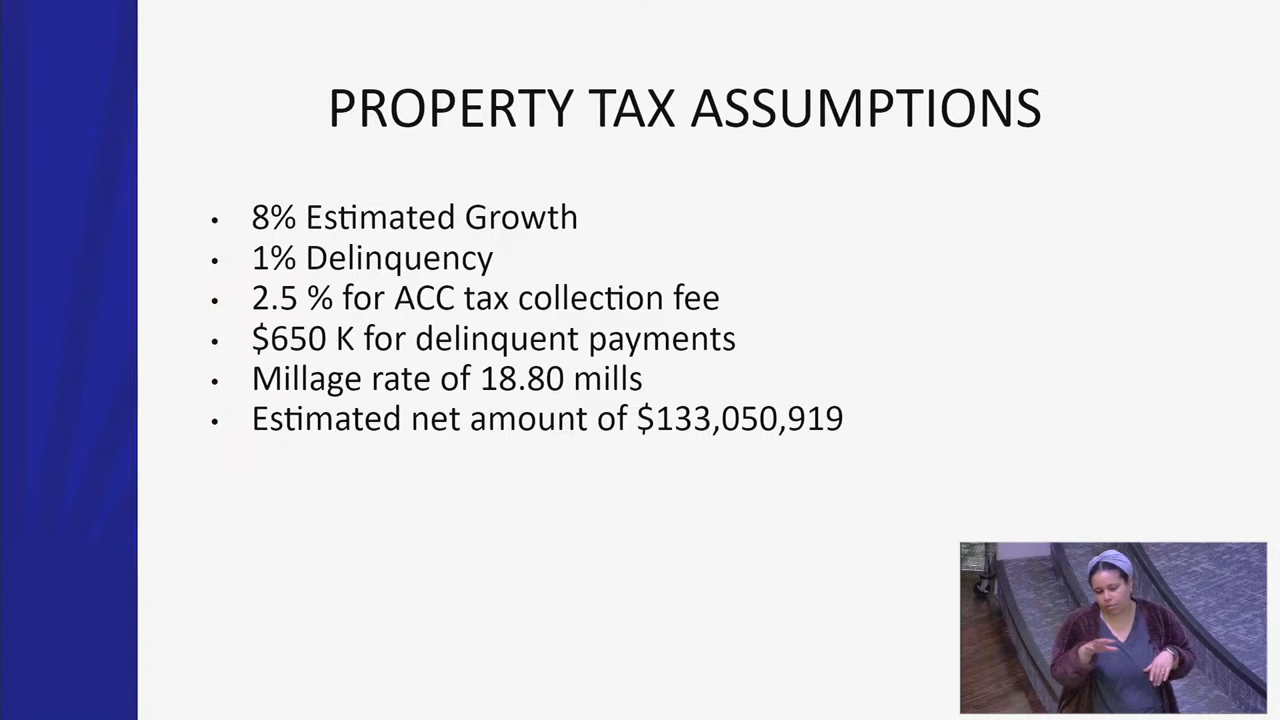 PROPERTY TAX ASSUMPTIONS
• 8% Estimated Growth
• 1% Delinquency
• 2.5 % for ACC tax collection fee
• $650 K for delinquent payments
• Millage rate of 18.80 mills
• Estimated net amount of $133,050,919